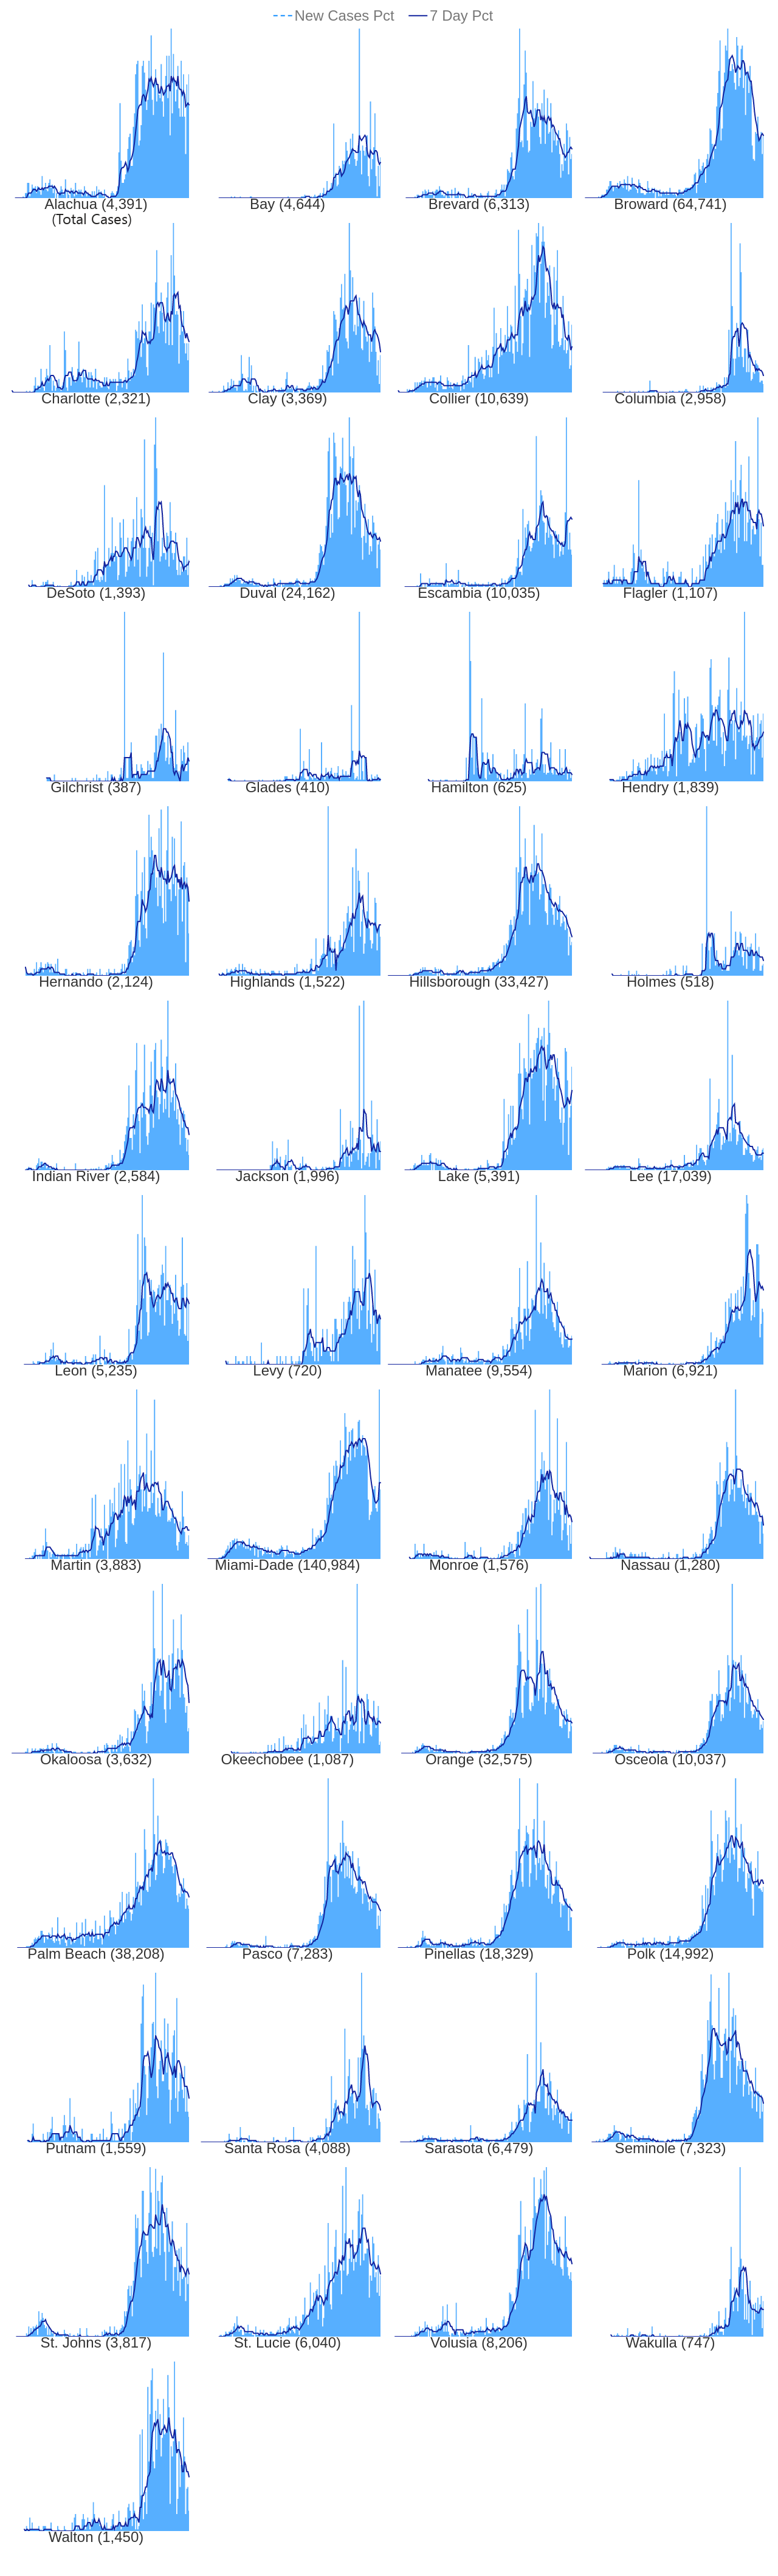 New Cases Pct 7 Day Pct
Alachua (4,391) Bay (4,644) Brevard (6,313) Broward (64,741)
(Total Cases)
Charlotte (2,321) Clay (3,369) Collier (10,639) Columbia (2,958)
DeSoto (1,393) Duval (24,162) Escambia (10,035) Flagler (1,107)
Gilchrist (387) Glades (410) Hamilton (625) Hendry (1,839)
Hernando (2,124) Highlands (1,522) Hillsborough (33,427) Holmes (518)
Indian River (2,584) Jackson (1,996) Lake (5,391) Lee (17,039)
Leon (5,235) Levy (720) Manatee (9,554) Marion (6,921)
Martin (3,883) Miami-Dade (140,984) Monroe (1,576) Nassau (1,280)
Okaloosa (3,632) Okeechobee (1,087) Orange (32,575) Osceola (10,037)
Palm Beach (38,208) Pasco (7,283) Pinellas (18,329) Polk (14,992)
Putnam (1,559) Santa Rosa (4,088) Sarasota (6,479) Seminole (7,323)
St. Johns (3,817) St. Lucie (6,040) Volusia (8,206) Wakulla (747)
Walton (1,450)